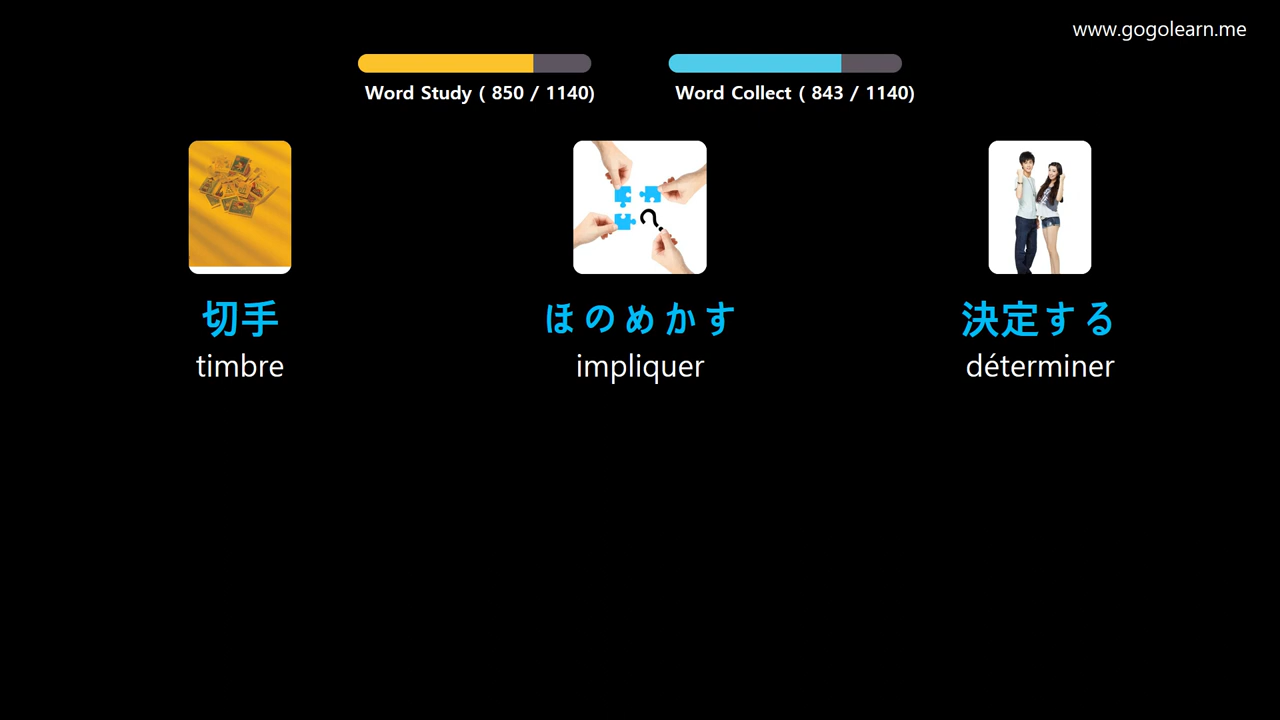 www.gogolearn.me
Word Study ( 850 / 1140)
Word Collect ( 843 / 1140)
切手
timbre
ほのめかす
impliquer
決定する
déterminer